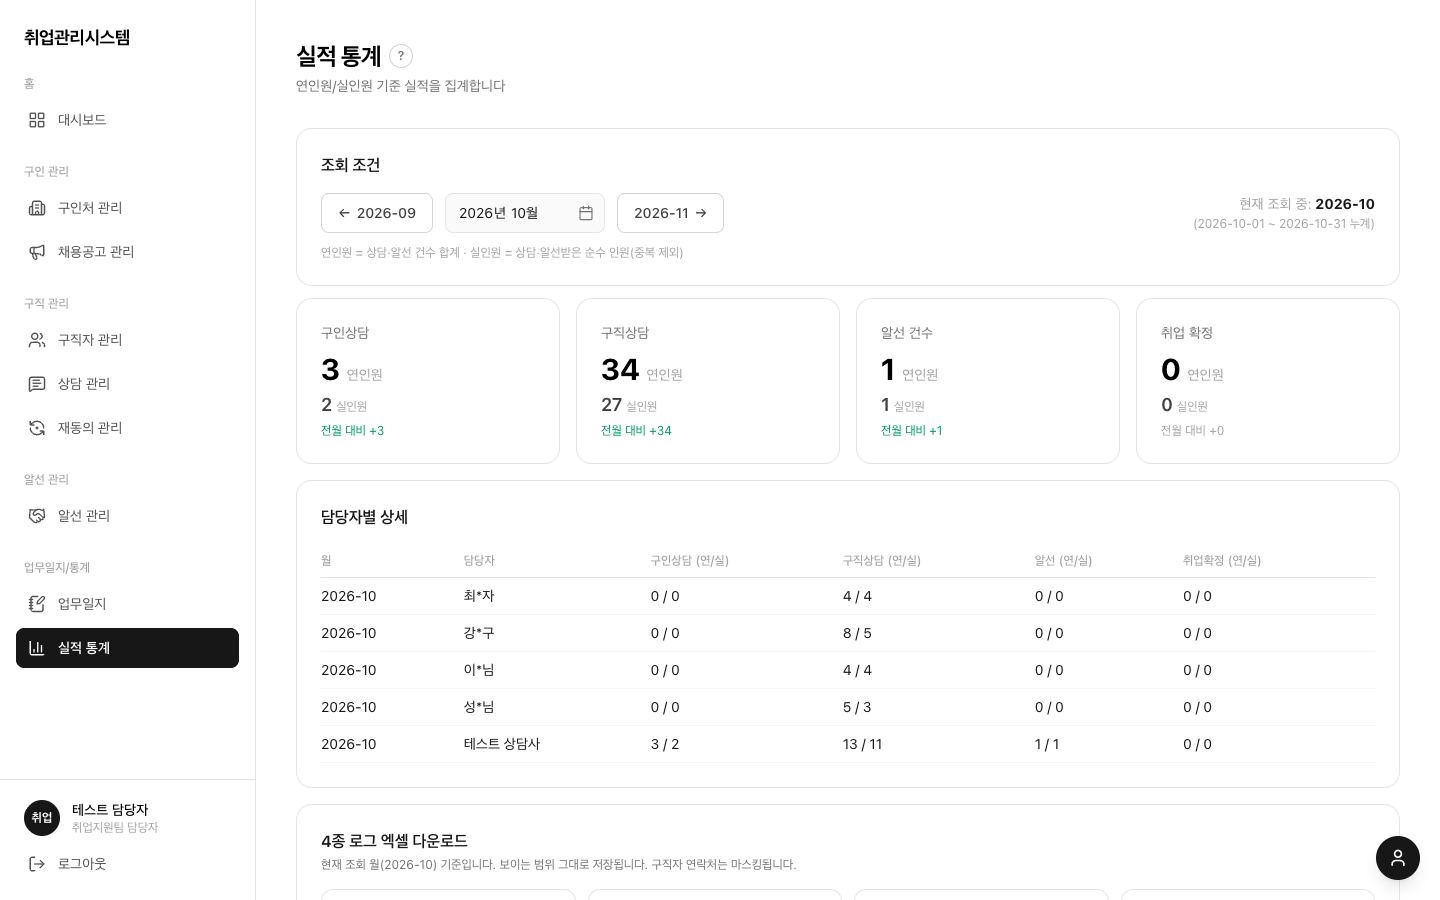 취업관리시스템
홈
대시보드
구인 관리
구인처 관리
채용공고 관리
구직 관리
구직자 관리
상담 관리
재동의 관리
알선 관리
알선 관리
업무일지/통계
업무일지
실적 통계
취업
테스트 담당자
취업지원팀 담당자
로그아웃
실적 통계 ?
연인원/실인원 기준 실적을 집계합니다
조회 조건
← 2026-09
2026년 10월
2026-11 →
현재 조회 중: 2026-10
(2026-10-01 ~ 2026-10-31 누계)
연인원 = 상담·알선 건수 합계 · 실인원 = 상담·알선받은 순수 인원(중복 제외)
구인상담
3 연인원
2 실인원
전월 대비 +3
구직상담
34 연인원
27 실인원
전월 대비 +34
알선 건수
1 연인원
1 실인원
전월 대비 +1
취업 확정
0 연인원
0 실인원
전월 대비 +0
담당자별 상세
월 담당자 구인상담 (연/실) 구직상담 (연/실) 알선 (연/실) 취업확정 (연/실)
2026-10 최*자 0 / 0 4 / 4 0 / 0 0 / 0
2026-10 강*구 0 / 0 8 / 5 0 / 0 0 / 0
2026-10 이*님 0 / 0 4 / 4 0 / 0 0 / 0
2026-10 성*님 0 / 0 5 / 3 0 / 0 0 / 0
2026-10 테스트 상담사 3 / 2 13 / 11 1 / 1 0 / 0
4종 로그 엑셀 다운로드
현재 조회 월(2026-10) 기준입니다. 보이는 범위 그대로 저장됩니다. 구직자 연락처는 마스킹됩니다.